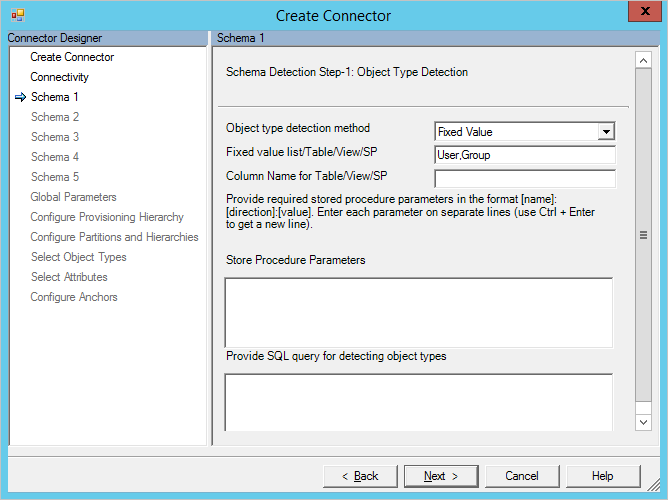 Create Connector
X
Connector Designer
Create Connector
Connectivity
Schema 1
Schema 2
Schema 3
Schema 4
Schema 5
Global Parameters
Configure Provisioning Hierarchy
Configure Partitions and Hierarchies
Select Object Types
Select Attributes
Configure Anchors
Schema 1
Schema Detection Step-1: Object Type Detection
Object type detection method
Fixed Value
Fixed value list/Table/View/SP
User,Group
Column Name for Table/View/SP
Provide required stored procedure parameters in the format [name]:
[direction]:[value]. Enter each parameter on separate lines (use Ctrl + Enter
to get a new line).
Store Procedure Parameters
Provide SQL query for detecting object types
< Back
Next >
Cancel
Help